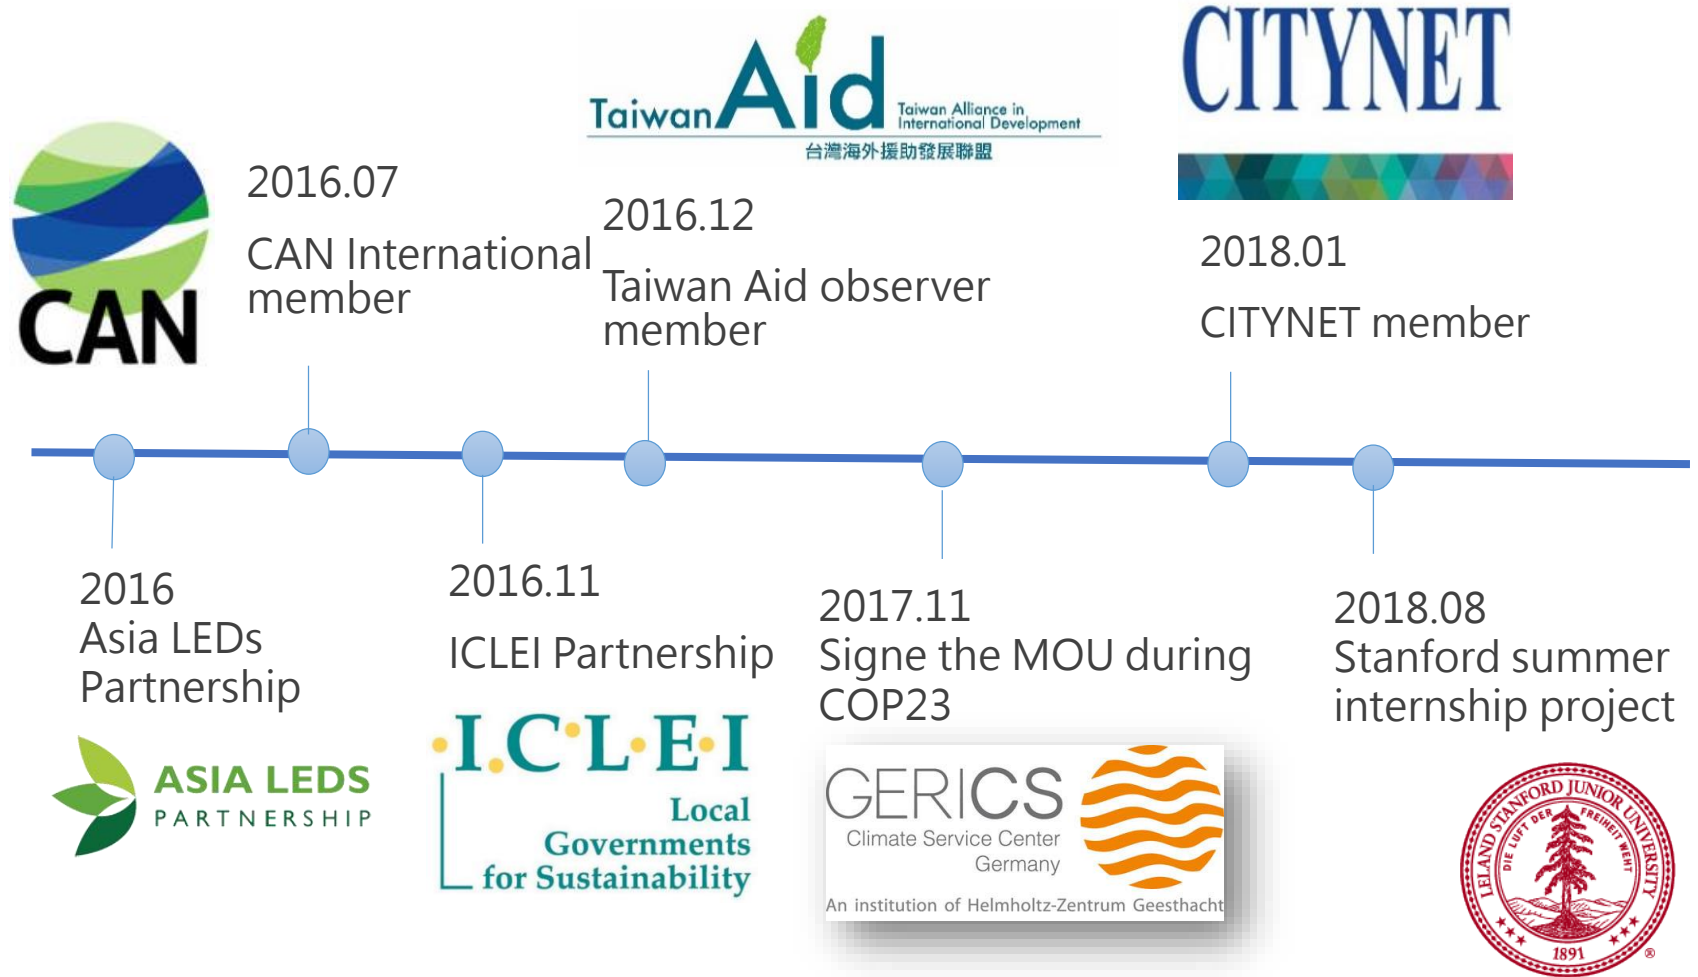 CAN
2016.07
CAN International
member
TaiwanAid
Taiwan Alliance in
International Development
台灣海外援助發展聯盟
2016.12
Taiwan Aid observer
member
CITYNET
2018.01
CITYNET member
2016
Asia LEDs
Partnership
ASIA LEDS
PARTNERSHIP
2016.11
ICLEI Partnership
·I.C·L·E·I
Local
Governments
for Sustainability
2017.11
Signe the MOU during
COP23
GERICS
Climate Service Center
Germany
An institution of Helmholtz-Zentrum Geesthacht
2018.08
Stanford summer
internship project
LELAND STANFORD JUNIOR UNIVERSITY
DIE LUFT DER FREIHEIT WEHT
1891
®